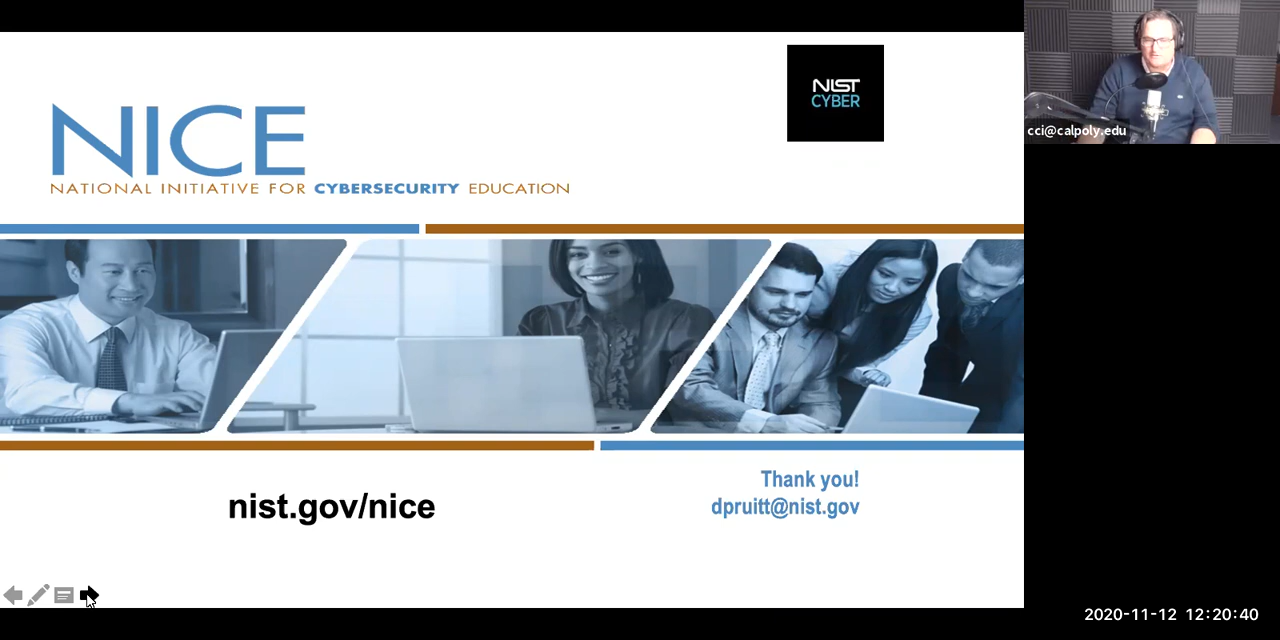 NICE
NATIONAL INITIATIVE FOR CYBERSECURITY EDUCATION
NIST
CYBER
cci@calpoly.edu
nist.gov/nice
Thank you!
dpruitt@nist.gov
2020-11-12 12:20:40